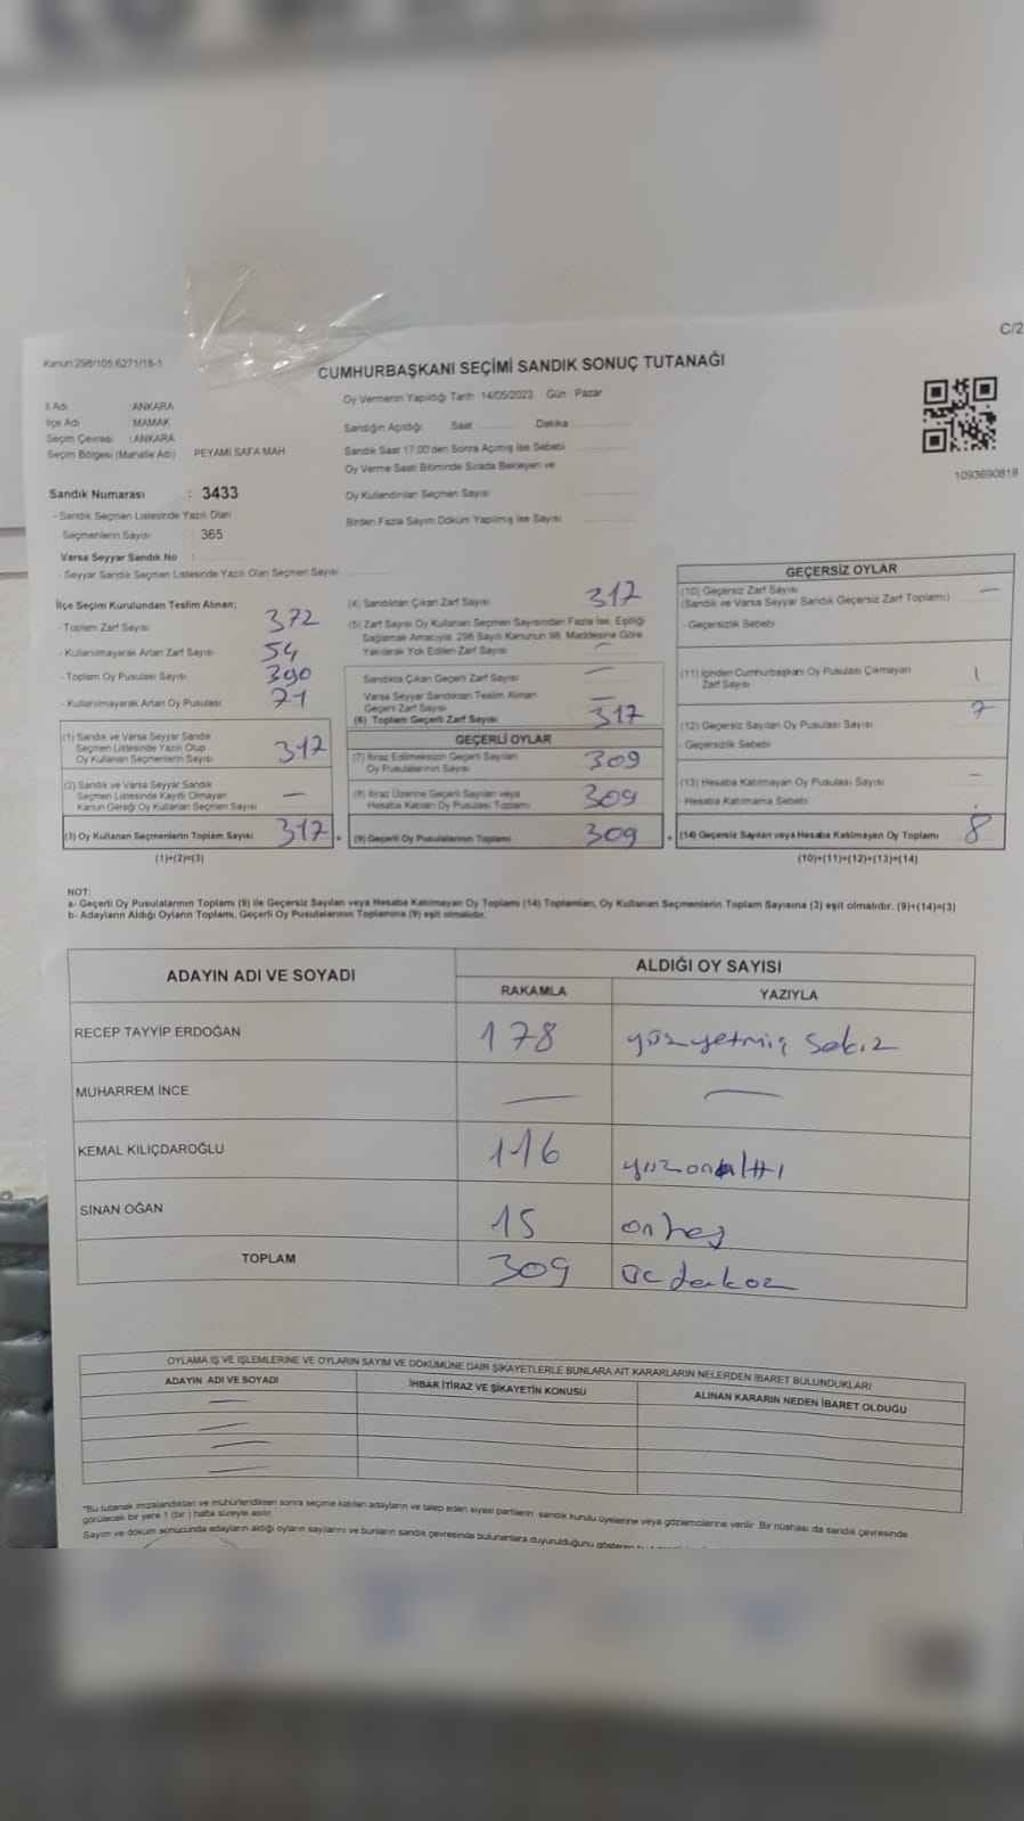 C/2
Kanun:298/105 6271/18-1
CUMHURBAŞKANI SEÇİMİ SANDIK SONUÇ TUTANAĞI
Oy Vermenin Yapıldığı Tarih 14/05/2023 Gün : Pazar
İl Adı : ANKARA
İlçe Adı : MAMAK
Seçim Çevresi : ANKARA
Seçim Bölgesi (Mahalle Adı) PEYAMİ SAFA MAH
Sandığın Açıldığı: Saat Dakika
Sandık Saat 17:00'den Sonra Açılmış İse Sebebi
Oy Verme Saati Bitiminde Sırada Bekleyen ve
Oy Kullandırılan Seçmen Sayısı
Birden Fazla Sayım Döküm Yapılmış İse Sayısı
1093690818
Sandık Numarası : 3433
- Sandık Seçmen Listesinde Yazılı Olan
Seçmenlerin Sayısı : 365
Varsa Seyyar Sandık No :
- Seyyar Sandık Seçmen Listesinde Yazılı Olan Seçmen Sayısı
İlçe Seçim Kurulundan Teslim Alınan;
- Toplam Zarf Sayısı 372
- Kullanılmayarak Artan Zarf Sayısı 54
- Toplam Oy Pusulası Sayısı 390
- Kullanılmayarak Artan Oy Pusulası 71
(1) Sandık ve Varsa Seyyar Sandık
Seçmen Listesinde Yazılı Olup
Oy Kullanan Seçmenlerin Sayısı 317
(2) Sandık ve Varsa Seyyar Sandık
Seçmen Listesinde Kayıtlı Olmayan
Kanun Gereği Oy Kullanan Seçmen Sayısı —
(3) Oy Kullanan Seçmenlerin Toplam Sayısı 317
(1)+(2)=(3)
(4) Sandıktan Çıkan Zarf Sayısı 317
(5) Zarf Sayısı Oy Kullanan Seçmen Sayısından Fazla İse, Eşitliği
Sağlamak Amacıyla 298 Sayılı Kanunun 98. Maddesine Göre
Yakılarak Yok Edilen Zarf Sayısı —
Sandıkta Çıkan Geçerli Zarf Sayısı —
Varsa Seyyar Sandıktan Teslim Alınan
Geçerli Zarf Sayısı —
(6) Toplam Geçerli Zarf Sayısı 317
GEÇERLİ OYLAR
(7) İtiraz Edilmeksizin Geçerli Sayılan
Oy Pusulalarının Sayısı 309
(8) İtiraz Üzerine Geçerli Sayılan veya
Hesaba Katılan Oy Pusulası Toplamı 309
(9) Geçerli Oy Pusulalarının Toplamı 309
GEÇERSİZ OYLAR
(10) Geçersiz Zarf Sayısı —
(Sandık ve Varsa Seyyar Sandık Geçersiz Zarf Toplamı)
- Geçersizlik Sebebi
(11) İçinden Cumhurbaşkanı Oy Pusulası Çıkmayan
Zarf Sayısı 1
(12) Geçersiz Sayılan Oy Pusulası Sayısı 7
- Geçersizlik Sebebi
(13) Hesaba Katılmayan Oy Pusulası Sayısı —
- Hesaba Katılmama Sebebi
(14) Geçersiz Sayılan veya Hesaba Katılmayan Oy Toplamı 8
(10)+(11)+(12)+(13)=(14)
NOT:
a- Geçerli Oy Pusulalarının Toplamı (9) ile Geçersiz Sayılan veya Hesaba Katılmayan Oy Toplamı (14) Toplamları, Oy Kullanan Seçmenlerin Toplam Sayısına (3) eşit olmalıdır. (9)+(14)=(3)
b- Adayların Aldığı Oyların Toplamı, Geçerli Oy Pusulalarının Toplamına (9) eşit olmalıdır.
ADAYIN ADI VE SOYADI ALDIĞI OY SAYISI
RAKAMLA YAZIYLA
RECEP TAYYİP ERDOĞAN 178 yüzyetmiş sekiz
MUHARREM İNCE — —
KEMAL KILIÇDAROĞLU 116 yüzonaltı
SİNAN OĞAN 15 onbeş
TOPLAM 309 üçdokuz
OYLAMA İŞ VE İŞLEMLERİNE VE OYLARIN SAYIM VE DÖKÜMÜNE DAİR ŞİKAYETLERLE BUNLARA AİT KARARLARIN NELERDEN İBARET BULUNDUKLARI
ADAYIN ADI VE SOYADI İHBAR İTİRAZ VE ŞİKAYETİN KONUSU ALINAN KARARIN NEDEN İBARET OLDUĞU
—
—
—
—
"Bu tutanak imzalandıktan ve mühürlendikten sonra seçime katılan adayların ve talep eden siyasi partilerin sandık kurulu üyelerine veya gözlemcilerine verilir. Bir nüshası da sandık çevresinde
görülecek bir yere 1 (bir) hafta süreyle asılır.
Sayım ve döküm sonucunda adayların aldığı oyların sayılarını ve bunların sandık çevresinde bulunanlara duyurulduğunu gösteren